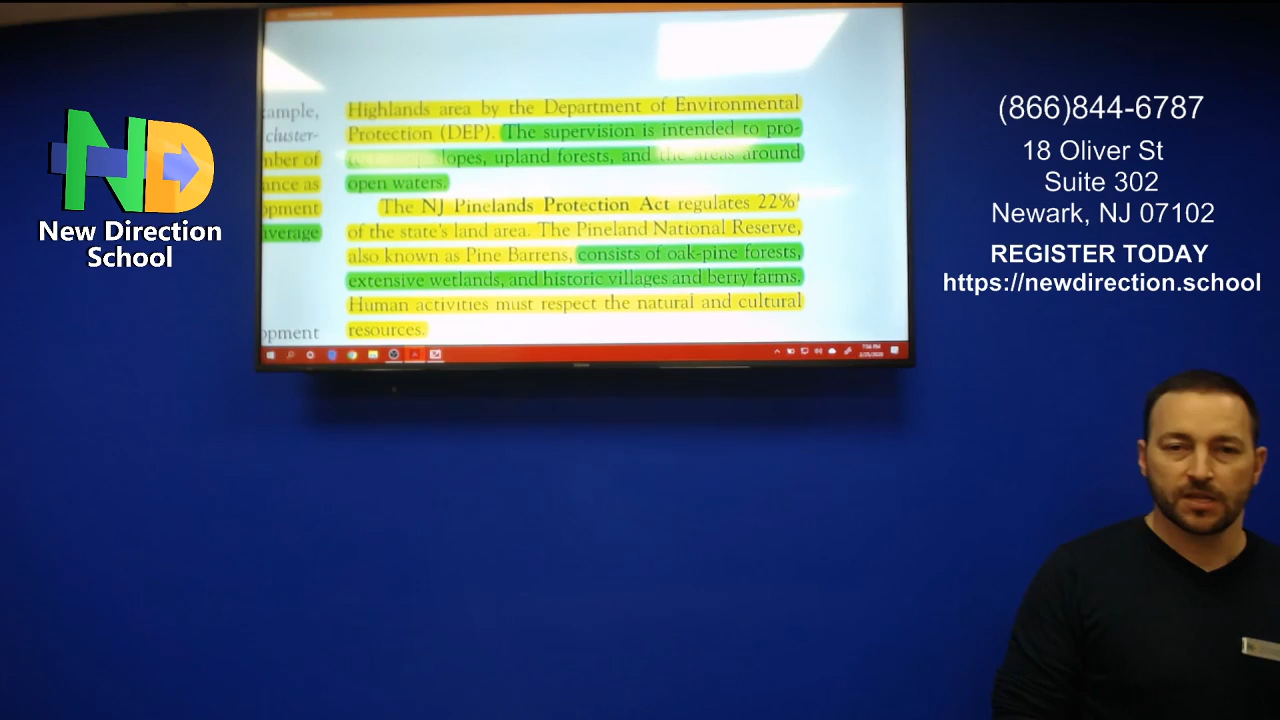 ND
New Direction
School
ample,
cluster-
nber of
ance as
opment
average
opment
Highlands area by the Department of Environmental
Protection (DEP). The supervision is intended to pro-
slopes, upland forests, and the areas around
open waters.
The NJ Pinelands Protection Act regulates 22%
of the state's land area. The Pineland National Reserve,
also known as Pine Barrens, consists of oak-pine forests,
extensive wetlands, and historic villages and berry farms.
Human activities must respect the natural and cultural
resources.
(866)844-6787
18 Oliver St
Suite 302
Newark, NJ 07102
REGISTER TODAY
https://newdirection.school